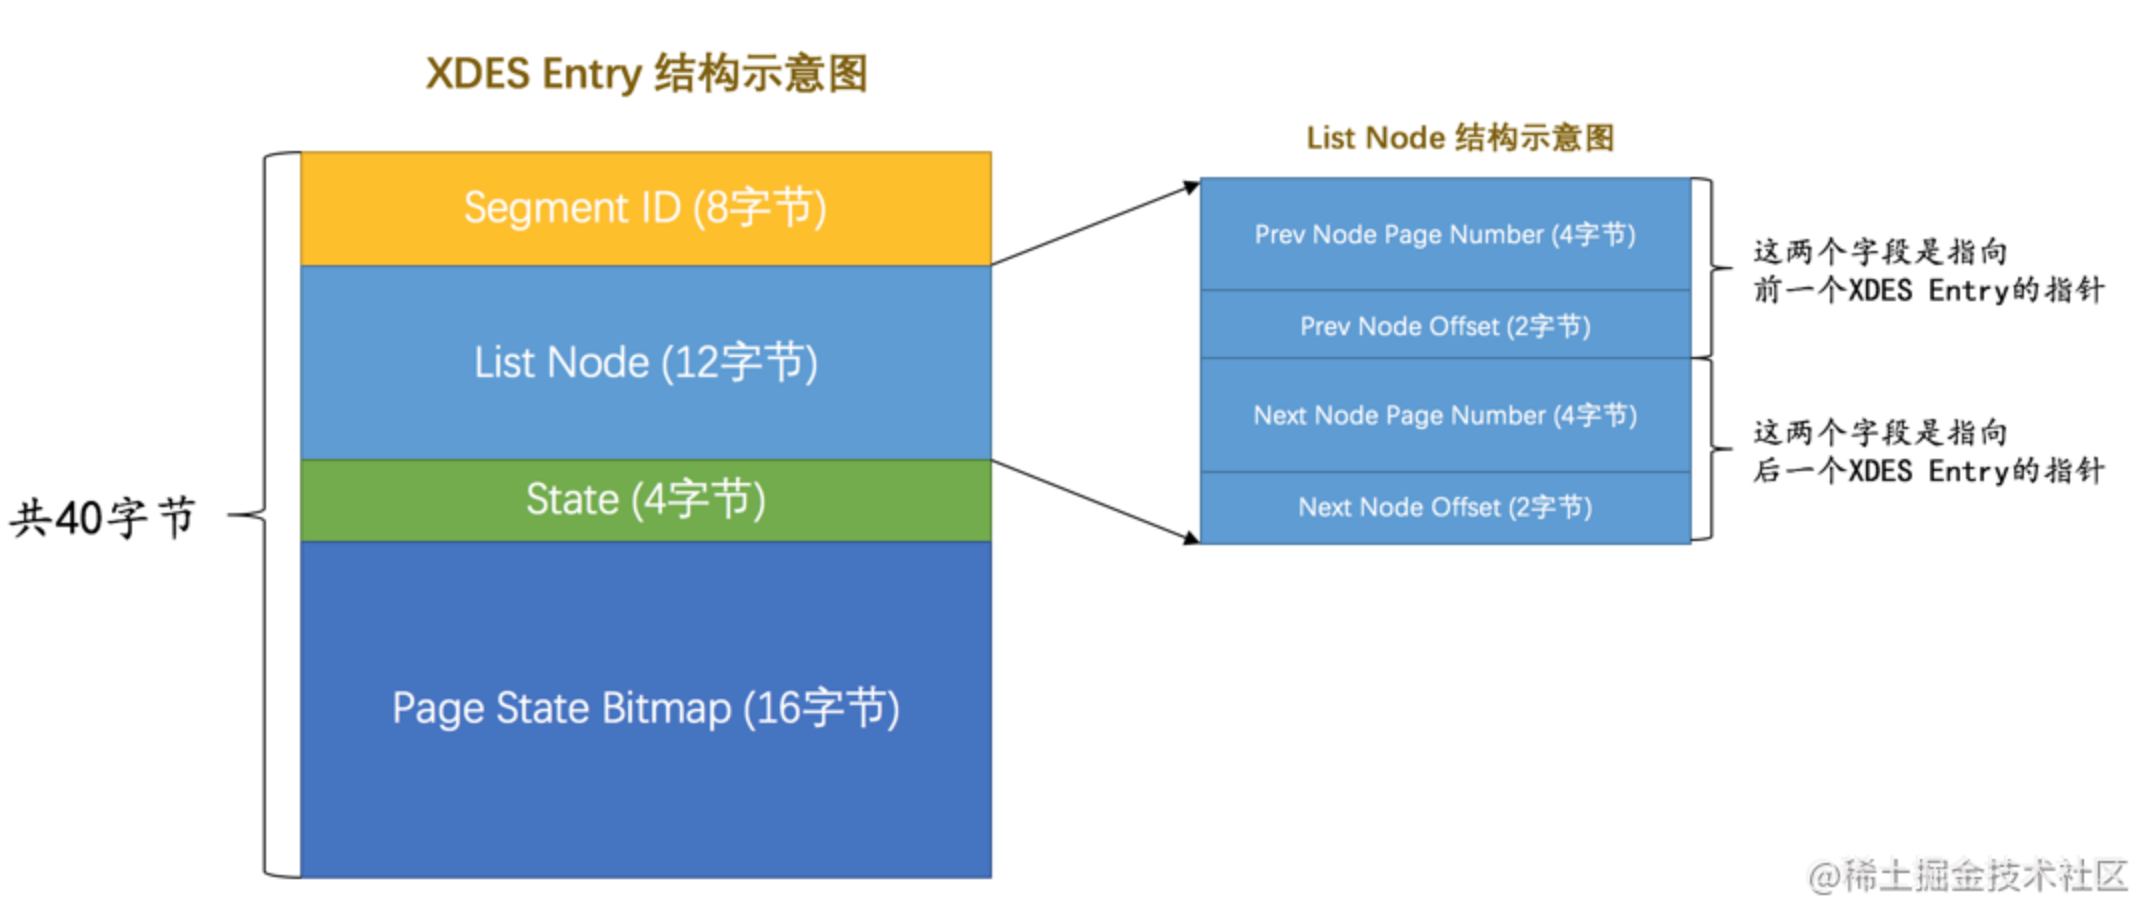 XDES Entry 结构示意图
Segment ID (8字节)
List Node (12字节)
State (4字节)
Page State Bitmap (16字节)
共40字节
List Node 结构示意图
Prev Node Page Number (4字节)
Prev Node Offset (2字节)
Next Node Page Number (4字节)
Next Node Offset (2字节)
这两个字段是指向
前一个XDES Entry的指针
这两个字段是指向
后一个XDES Entry的指针
@稀土掘金技术社区